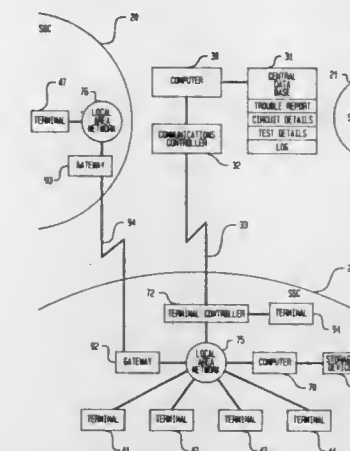 20
SSC
30
31
21
47
76
COMPUTER
CENTRAL
DATA
BASE
TERMINAL
LOCAL
AREA
NETWORK
TROUBLE REPORT
CIRCUIT DETAILS
TEST DETAILS
LOG
COMMUNICATIONS
CONTROLLER
32
GATEWAY
93
94
33
72
SSC
TERMINAL CONTROLLER
TERMINAL
92
75
GATEWAY
LOCAL
AREA
NETWORK
COMPUTER
70
TERMINAL
TERMINAL
TERMINAL
TERMINAL